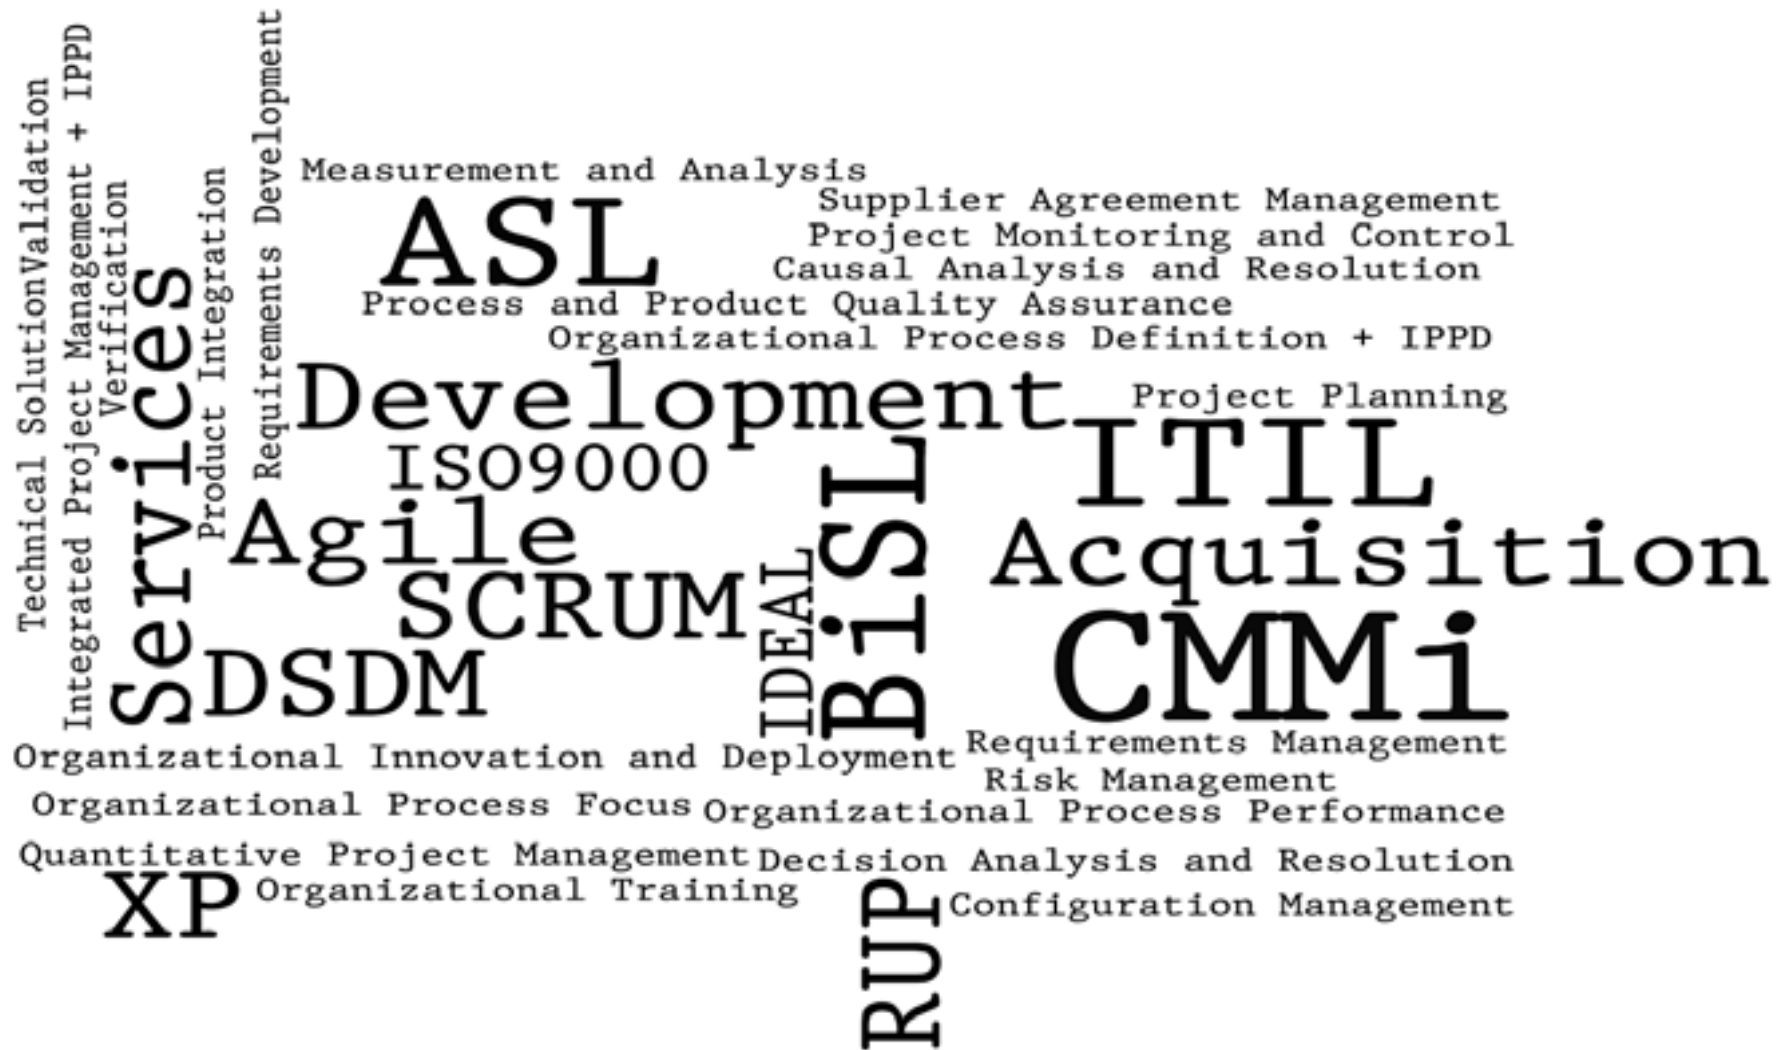 Technical Solution
Validation
Integrated Project Management + IPPD
Verification
Services
Product Integration
Requirements Development
Measurement and Analysis
ASL
Supplier Agreement Management
Project Monitoring and Control
Causal Analysis and Resolution
Process and Product Quality Assurance
Organizational Process Definition + IPPD
Development
Project Planning
ISO9000
ITIL
Agile
Acquisition
SCRUM
IDEAL
BiSL
DSDM
CMMi
Organizational Innovation and Deployment
Requirements Management
Risk Management
Organizational Process Focus
Organizational Process Performance
Quantitative Project Management
Decision Analysis and Resolution
XP
Organizational Training
RUP
Configuration Management